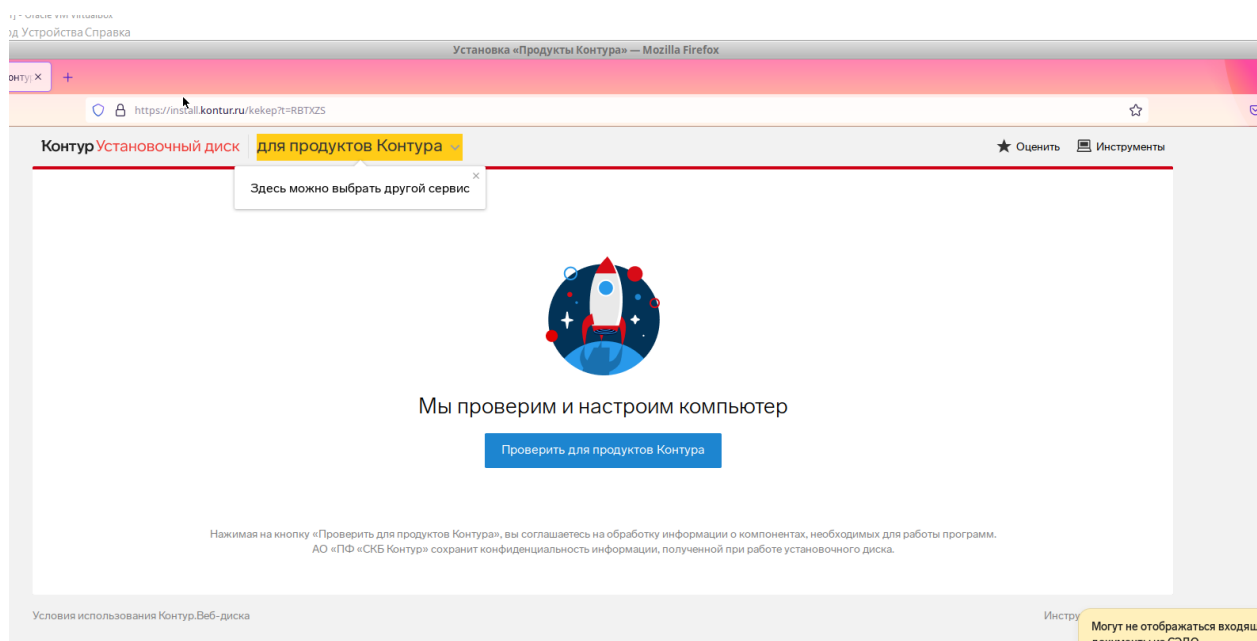 Устройства Справка
Установка «Продукты Контура» — Mozilla Firefox
https://install.kontur.ru/kekep?t=RBTXZS
Контур Установочный диск для продуктов Контура
Оценить Инструменты
Здесь можно выбрать другой сервис
Мы проверим и настроим компьютер
Проверить для продуктов Контура
Нажимая на кнопку «Проверить для продуктов Контура», вы соглашаетесь на обработку информации о компонентах, необходимых для работы программ.
АО «ПФ «СКБ Контур» сохранит конфиденциальность информации, полученной при работе установочного диска.
Условия использования Контур.Веб-диска
Могут не отображаться